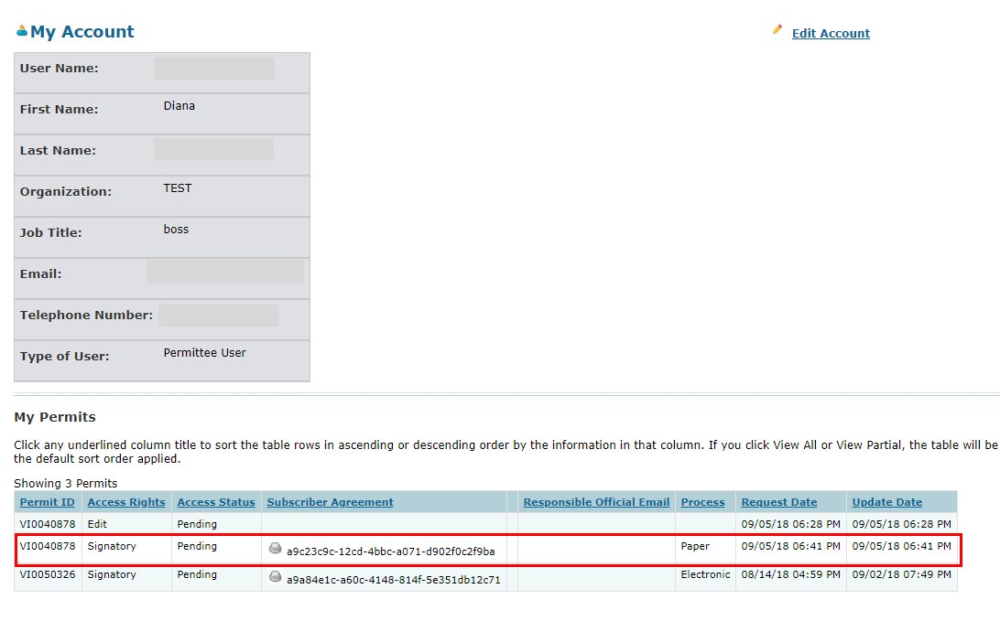 My Account
Edit Account
User Name:
First Name: Diana
Last Name:
Organization: TEST
Job Title: boss
Email:
Telephone Number:
Type of User: Permittee User
My Permits
Click any underlined column title to sort the table rows in ascending or descending order by the information in that column. If you click View All or View Partial, the table will be
the default sort order applied.
Showing 3 Permits
Permit ID Access Rights Access Status Subscriber Agreement Responsible Official Email Process Request Date Update Date
VI0040878 Edit Pending 09/05/18 06:28 PM 09/05/18 06:28 PM
VI0040878 Signatory Pending a9c23c9c-12cd-4bbc-a071-d902f0c2f9ba Paper 09/05/18 06:41 PM 09/05/18 06:41 PM
VI0050326 Signatory Pending a9a84e1c-a60c-4148-814f-5e351db12c71 Electronic 08/14/18 04:59 PM 09/02/18 07:49 PM